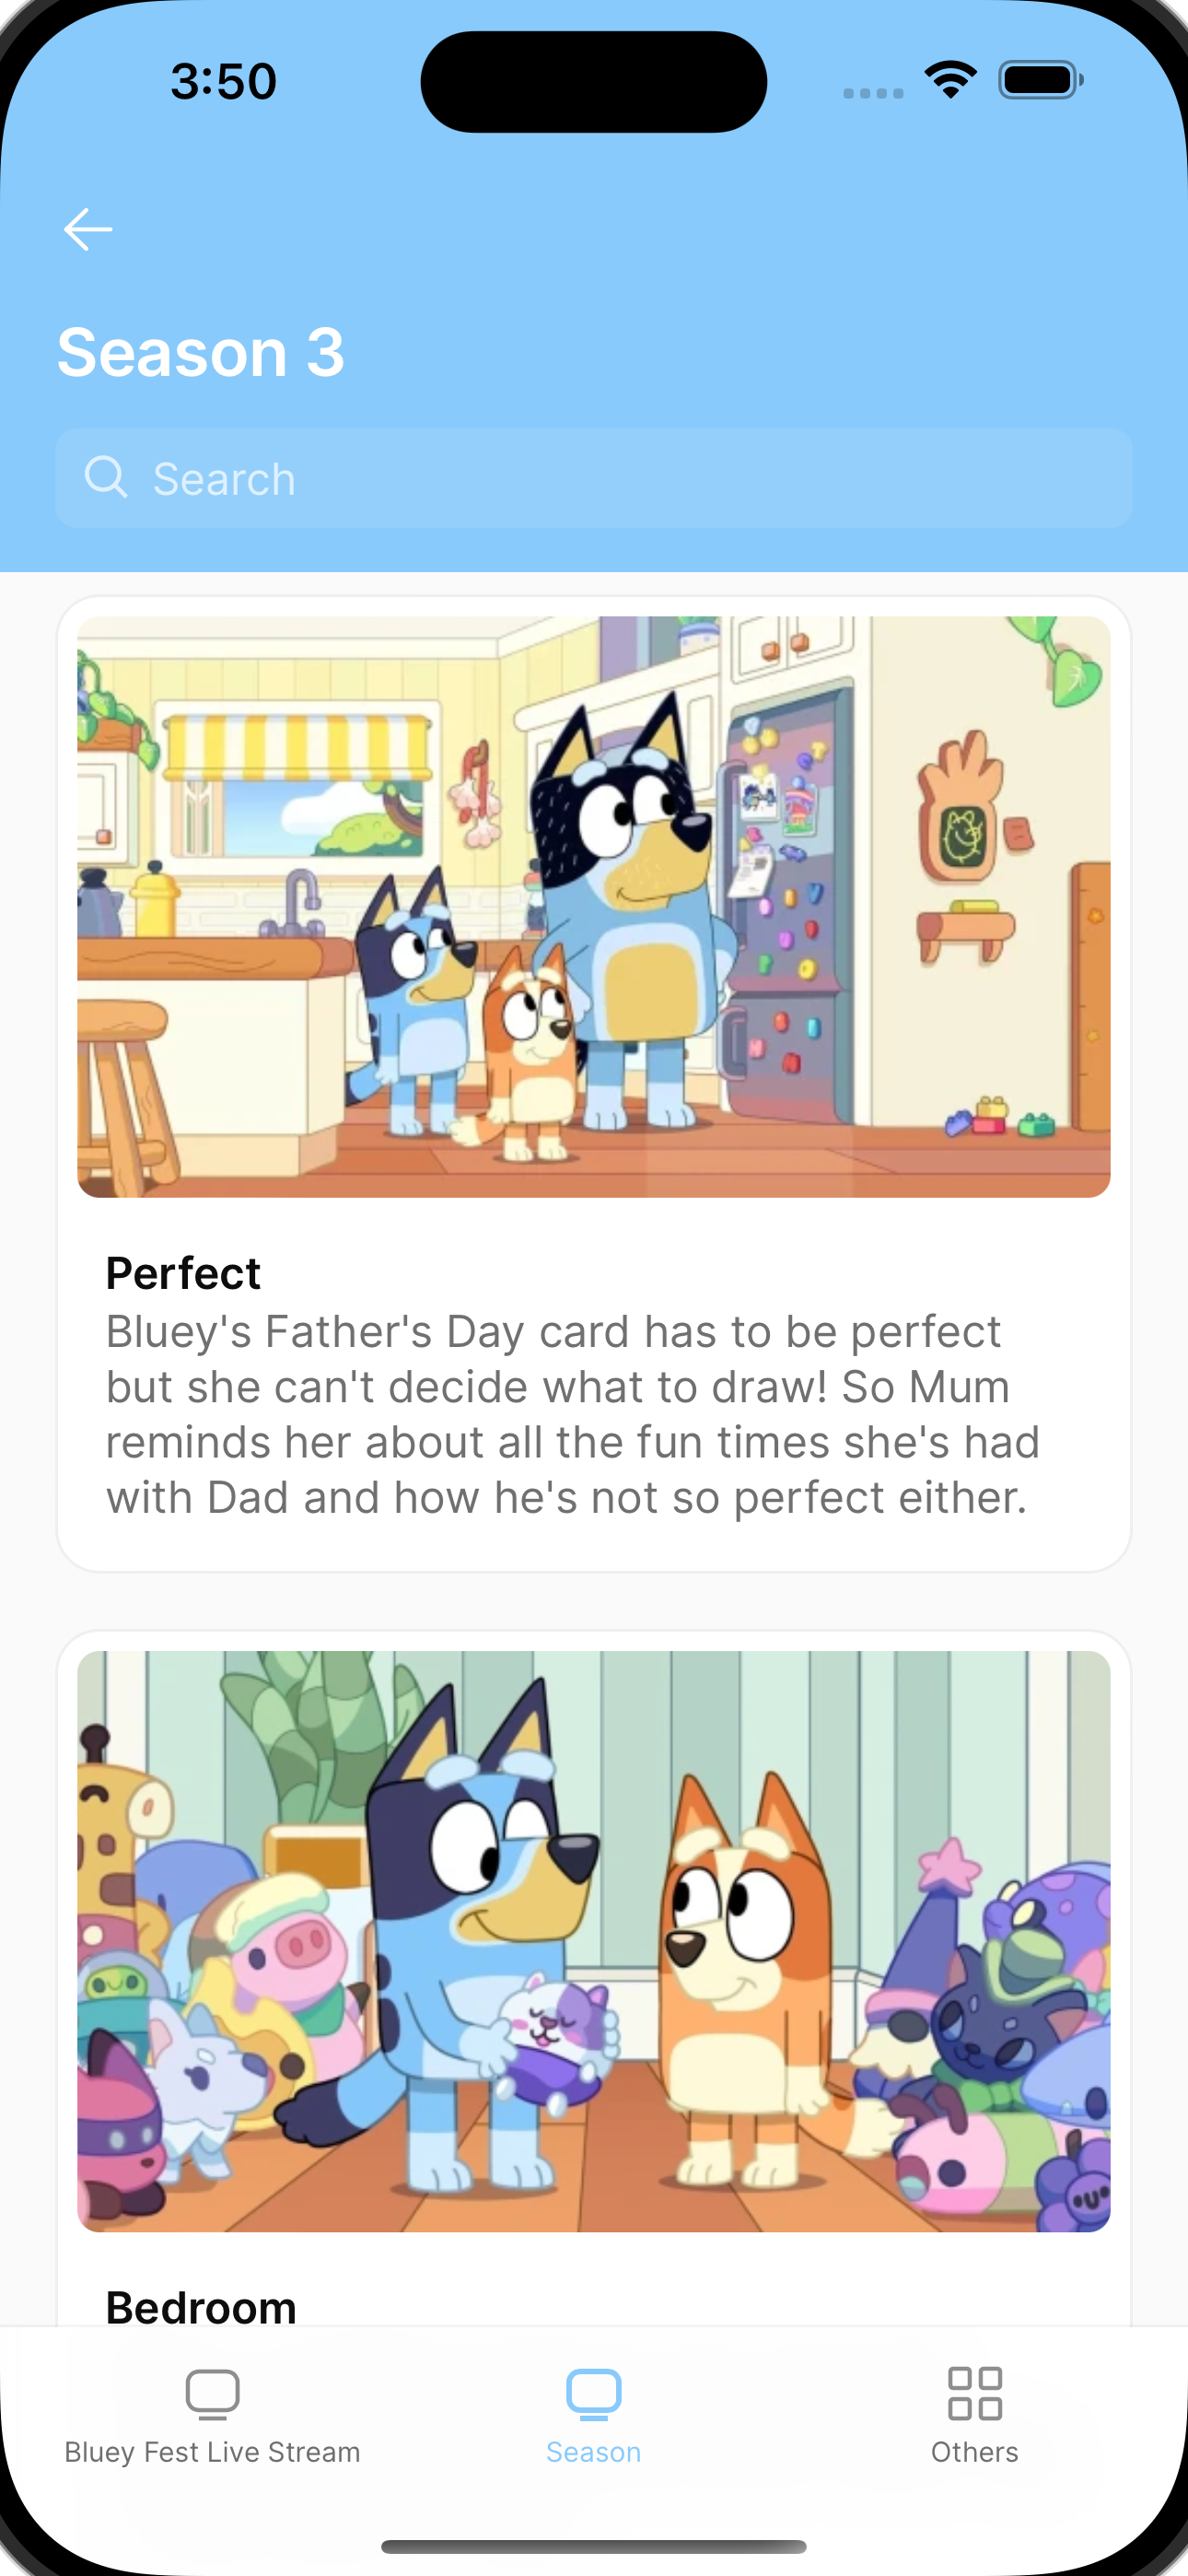 3:50
Season 3
Search
Perfect
Bluey's Father's Day card has to be perfect
but she can't decide what to draw! So Mum
reminds her about all the fun times she's had
with Dad and how he's not so perfect either.
Bedroom
Bluey Fest Live Stream
Season
Others